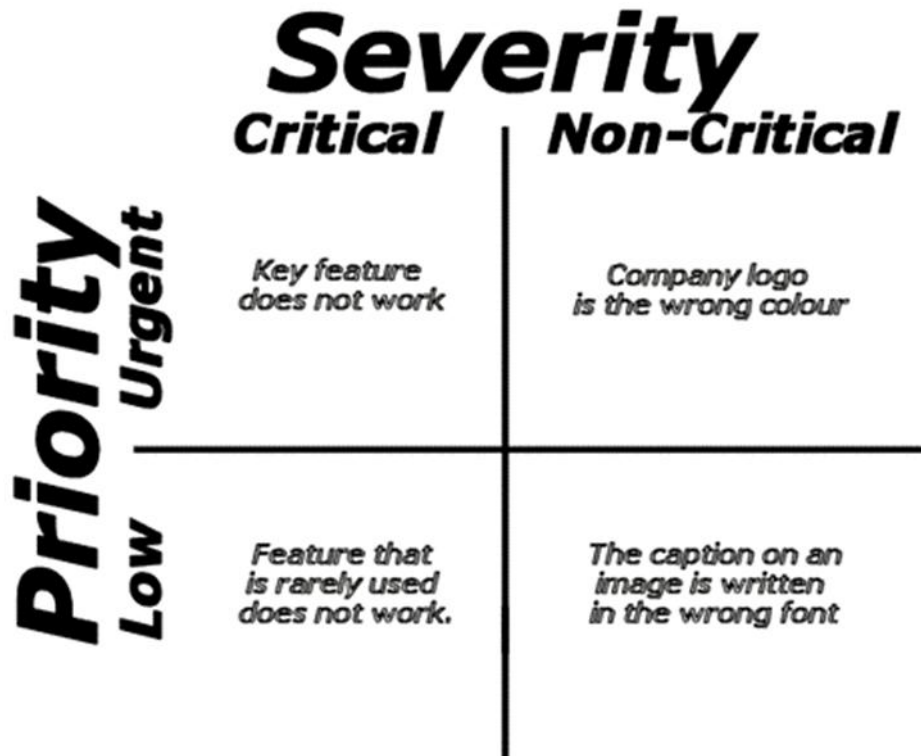 Severity
Critical
Non-Critical
Priority
Urgent
Key feature
does not work
Company logo
is the wrong colour
Low
Feature that
is rarely used
does not work.
The caption on an
image is written
in the wrong font